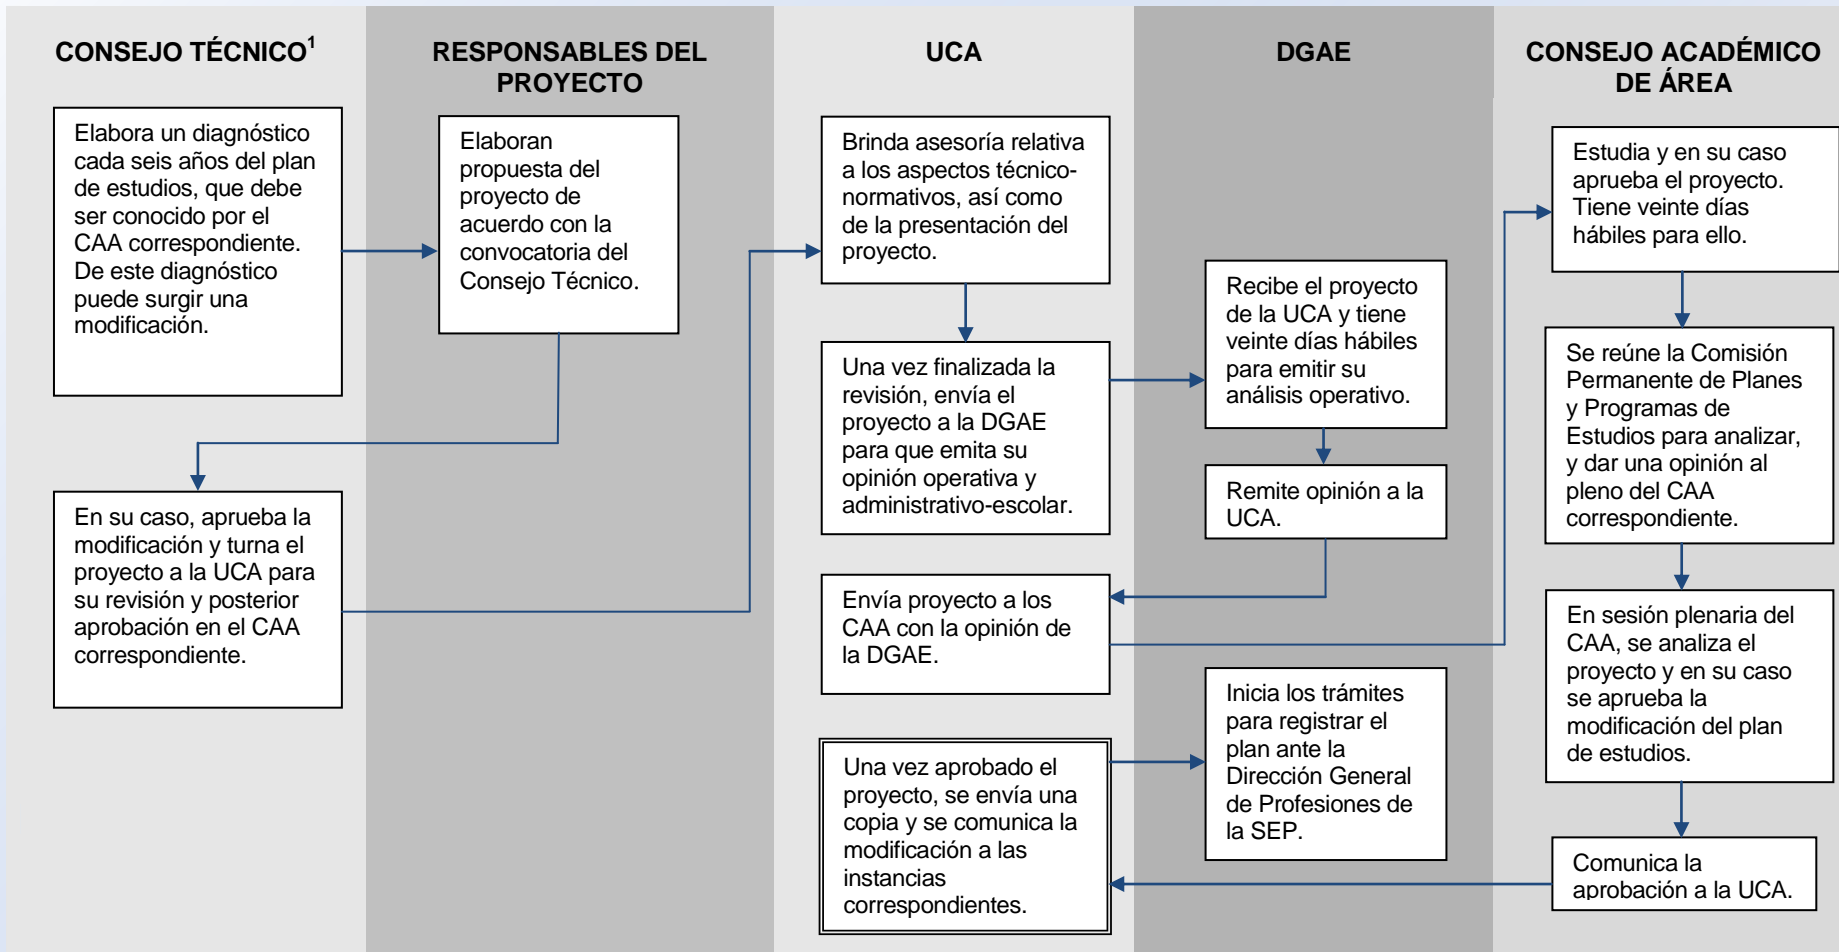 CONSEJO TÉCNICO1
Elabora un diagnóstico
cada seis años del plan
de estudios, que debe
ser conocido por el
CAA correspondiente.
De este diagnóstico
puede surgir una
modificación.
En su caso, aprueba la
modificación y turna el
proyecto a la UCA para
su revisión y posterior
aprobación en el CAA
correspondiente.
RESPONSABLES DEL
PROYECTO
Elaboran
propuesta del
proyecto de
acuerdo con la
convocatoria del
Consejo Técnico.
UCA
Brinda asesoría relativa
a los aspectos técnico-
normativos, así como
de la presentación del
proyecto.
Una vez finalizada la
revisión, envía el
proyecto a la DGAE
para que emita su
opinión operativa y
administrativo-escolar.
Envía proyecto a los
CAA con la opinión de
la DGAE.
Una vez aprobado el
proyecto, se envía una
copia y se comunica la
modificación a las
instancias
correspondientes.
DGAE
Recibe el proyecto
de la UCA y tiene
veinte días hábiles
para emitir su
análisis operativo.
Remite opinión a la
UCA.
Inicia los trámites
para registrar el
plan ante la
Dirección General
de Profesiones de
la SEP.
CONSEJO ACADÉMICO
DE ÁREA
Estudia y en su caso
aprueba el proyecto.
Tiene veinte días
hábiles para ello.
Se reúne la Comisión
Permanente de Planes
y Programas de
Estudios para analizar,
y dar una opinión al
pleno del CAA
correspondiente.
En sesión plenaria del
CAA, se analiza el
proyecto y en su caso
se aprueba la
modificación del plan
de estudios.
Comunica la
aprobación a la UCA.